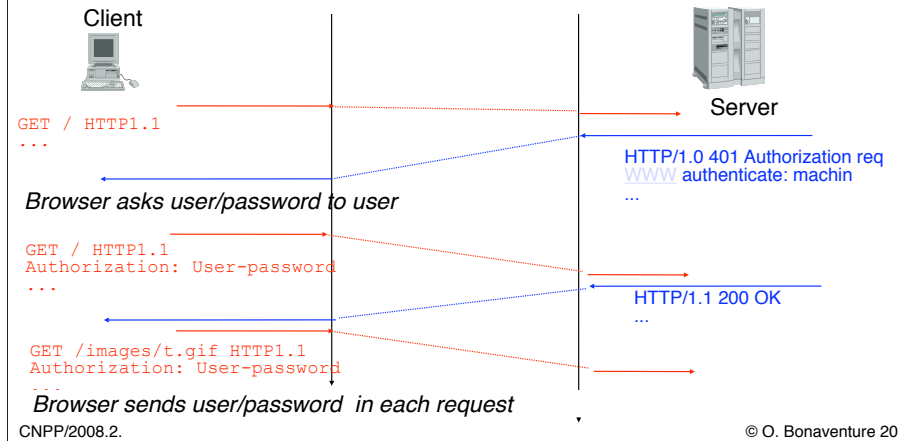 Client
Server
GET / HTTP1.1
...
HTTP/1.0 401 Authorization req
WWW authenticate: machin
...
Browser asks user/password to user
GET / HTTP1.1
Authorization: User-password
...
HTTP/1.1 200 OK
...
GET /images/t.gif HTTP1.1
Authorization: User-password
...
Browser sends user/password in each request
CNPP/2008.2.
© O. Bonaventure 20